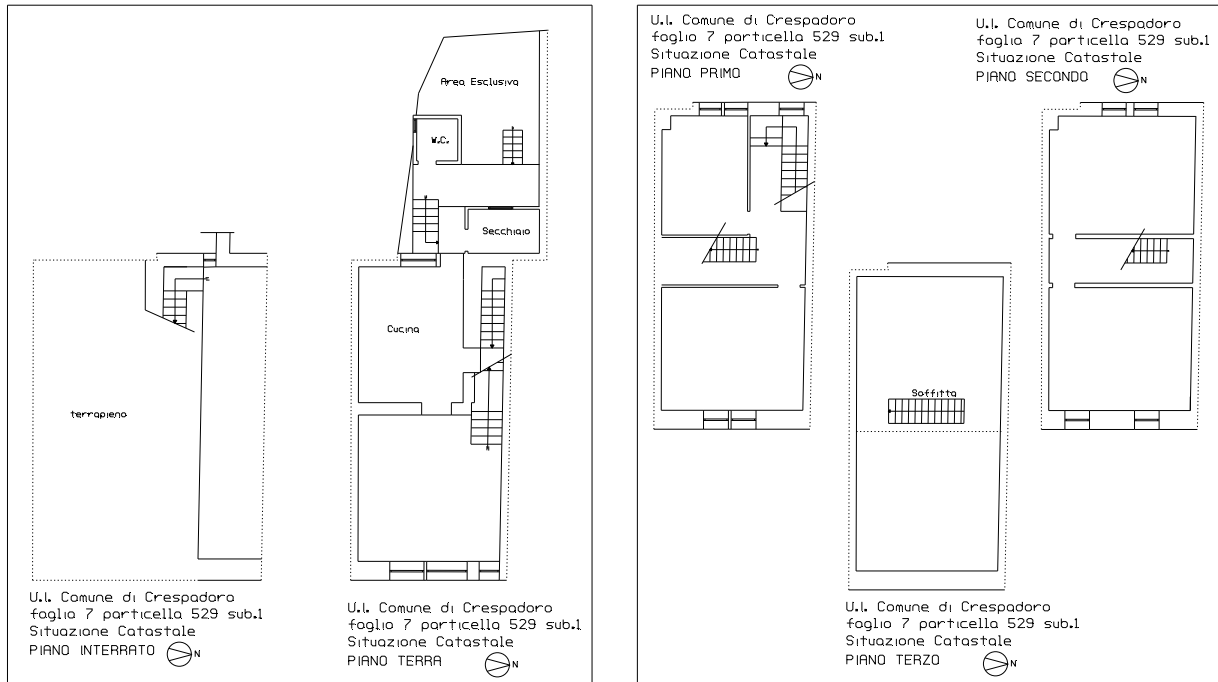 Area Esclusiva
W.C.
Secchiaio
Cucina
terrapieno
U.I. Comune di Crespadoro
foglio 7 particella 529 sub.1
Situazione Catastale
PIANO INTERRATO
N
U.I. Comune di Crespadoro
foglio 7 particella 529 sub.1
Situazione Catastale
PIANO TERRA
N
U.I. Comune di Crespadoro
foglio 7 particella 529 sub.1
Situazione Catastale
PIANO PRIMO
N
U.I. Comune di Crespadoro
foglio 7 particella 529 sub.1
Situazione Catastale
PIANO SECONDO
N
Soffitta
U.I. Comune di Crespadoro
foglio 7 particella 529 sub.1
Situazione Catastale
PIANO TERZO
N